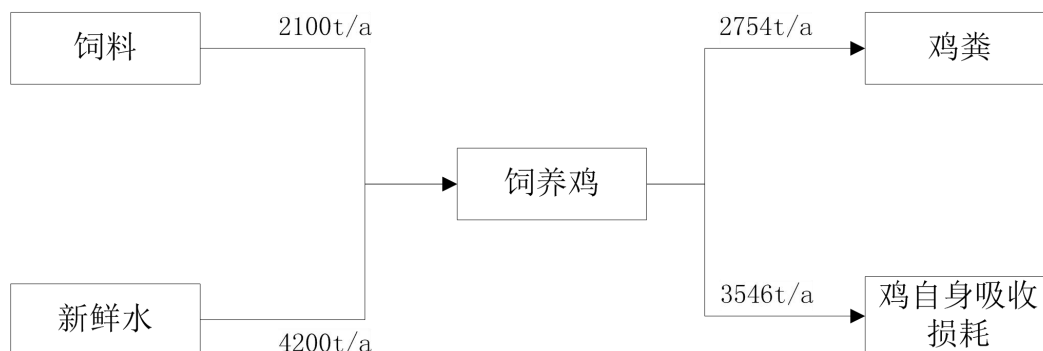 饲料
2100t/a
2754t/a
鸡粪
饲养鸡
新鲜水
4200t/a
3546t/a
鸡自身吸收
损耗